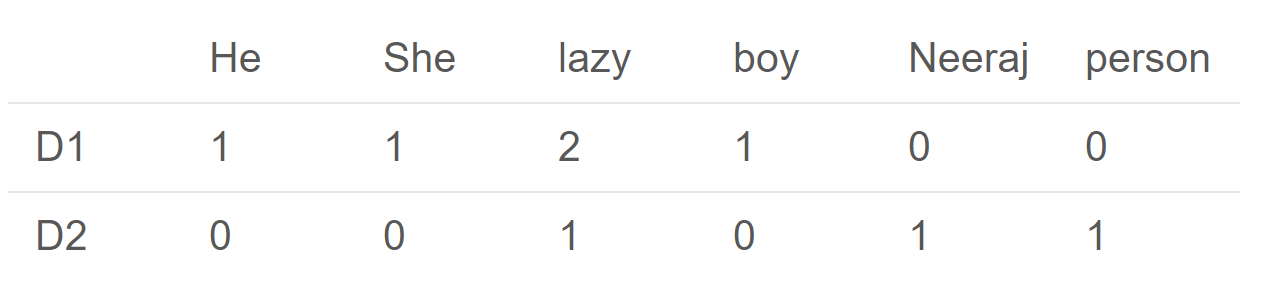 He She lazy boy Neeraj person
D1 1 1 2 1 0 0
D2 0 0 1 0 1 1